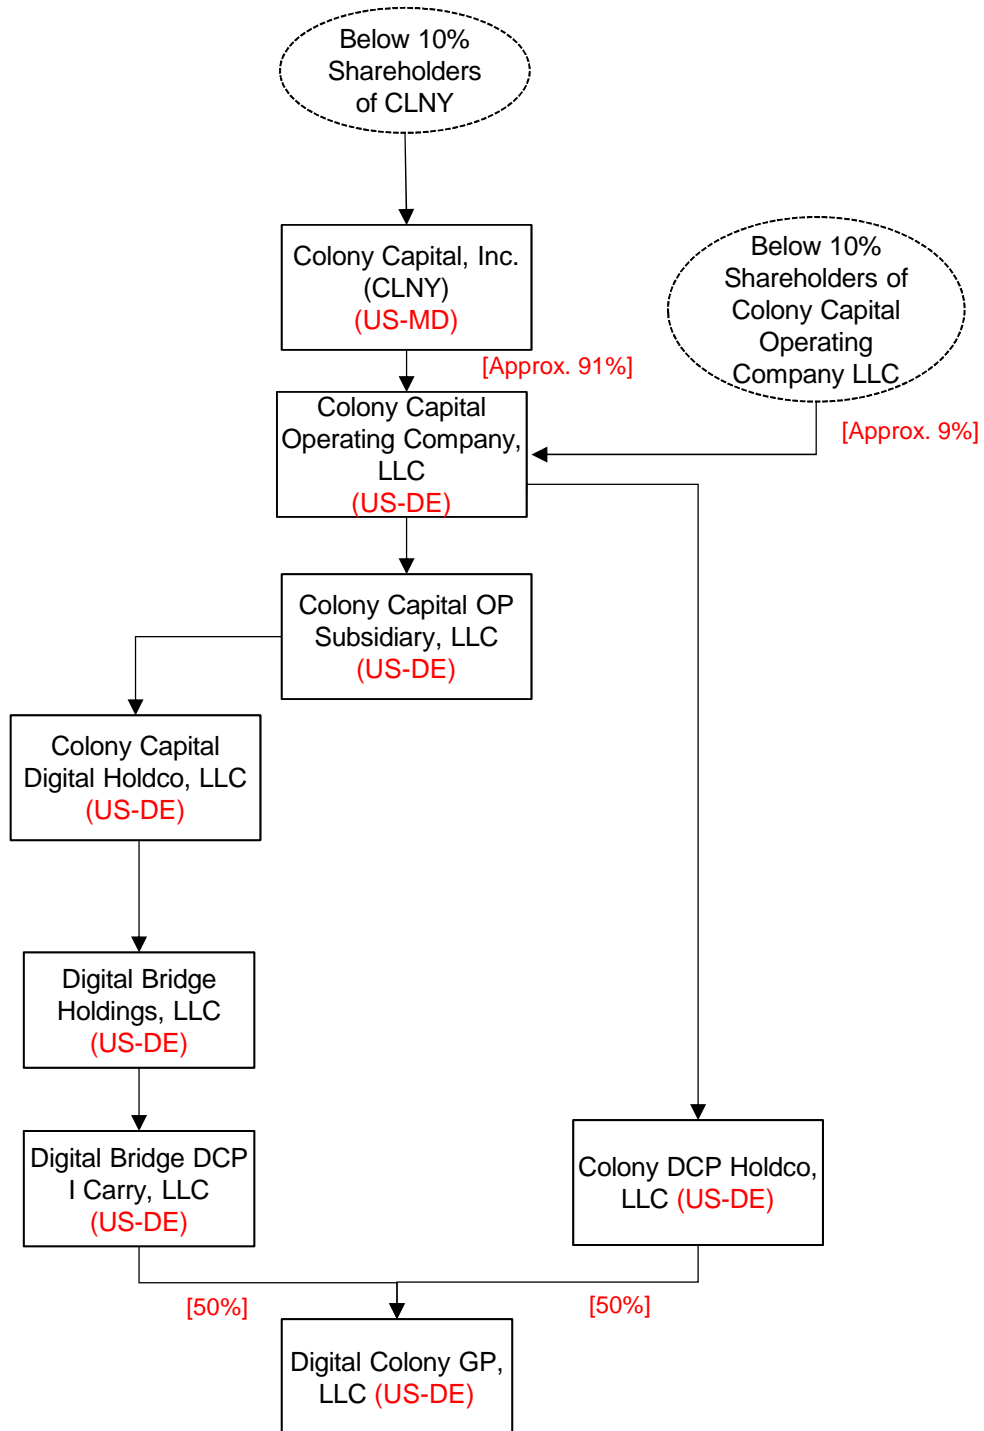 Below 10%
Shareholders
of CLNY
Colony Capital, Inc.
(CLNY)
(US-MD)
Below 10%
Shareholders of
Colony Capital
Operating
Company LLC
[Approx. 91%]
[Approx. 9%]
Colony Capital
Operating Company,
LLC
(US-DE)
Colony Capital OP
Subsidiary, LLC
(US-DE)
Colony Capital
Digital Holdco, LLC
(US-DE)
Digital Bridge
Holdings, LLC
(US-DE)
Digital Bridge DCP
I Carry, LLC
(US-DE)
Colony DCP Holdco,
LLC (US-DE)
[50%]
[50%]
Digital Colony GP,
LLC (US-DE)